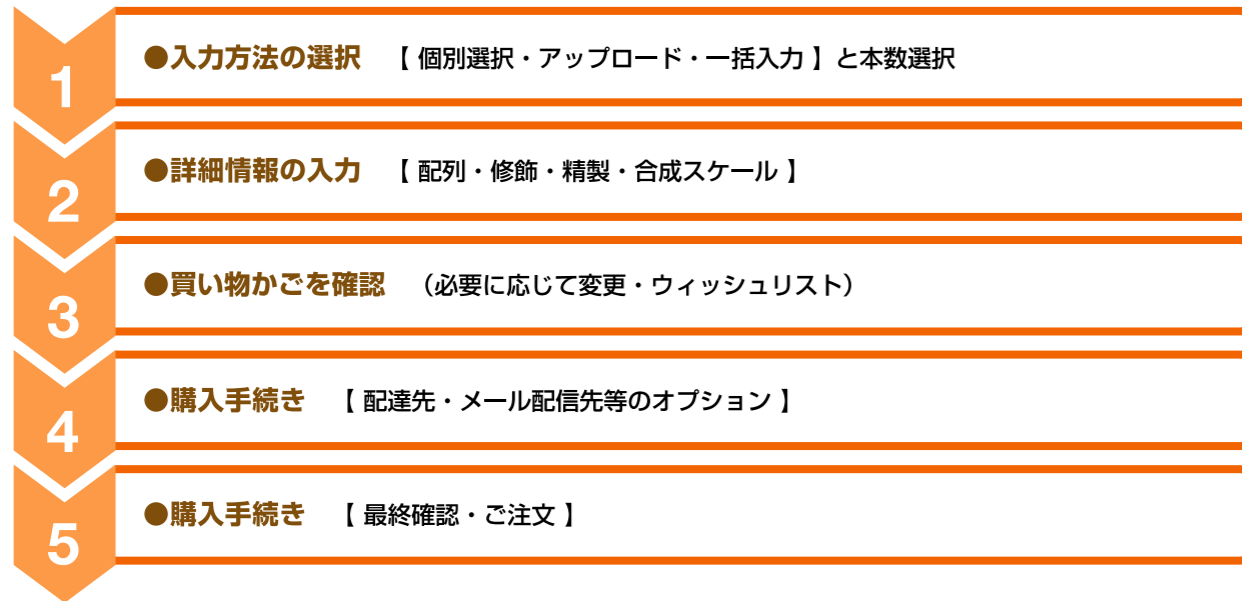 1
●入力方法の選択 【 個別選択・アップロード・一括入力 】と本数選択
2
●詳細情報の入力 【 配列・修飾・精製・合成スケール 】
3
●買い物かごを確認 （必要に応じて変更・ウィッシュリスト）
4
●購入手続き 【 配達先・メール配信先等のオプション 】
5
●購入手続き 【 最終確認・ご注文 】